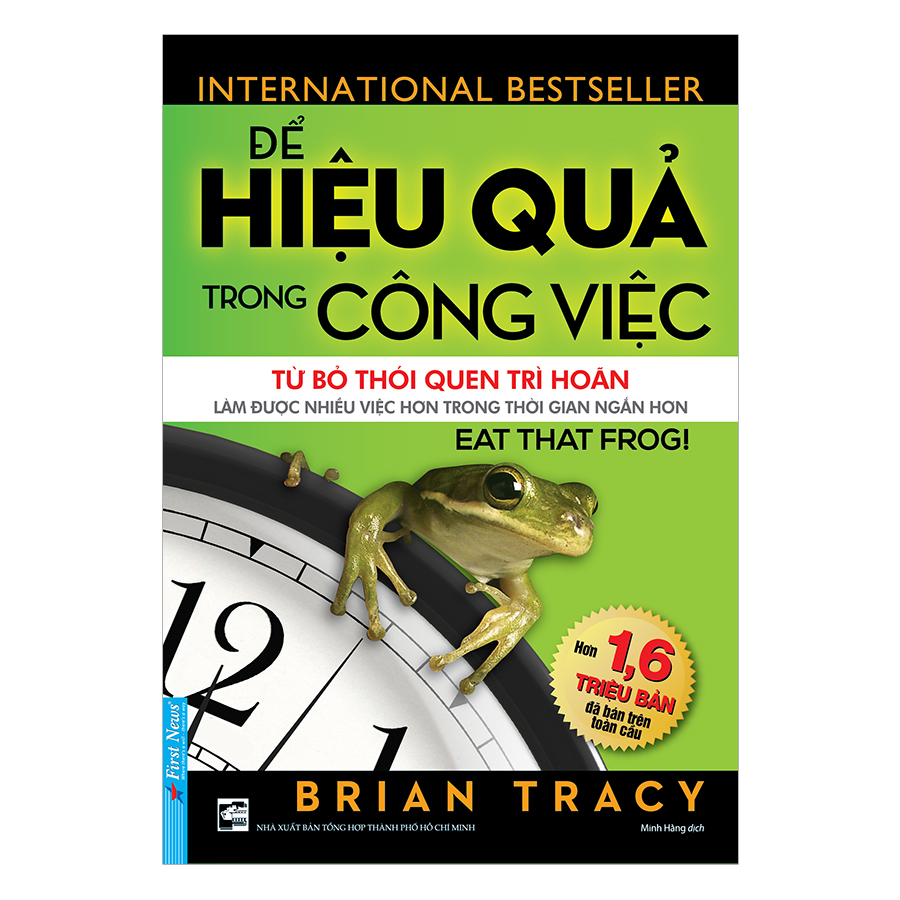 INTERNATIONAL BESTSELLER
ĐỂ
HIỆU QUẢ
TRONG CÔNG VIỆC
TỪ BỎ THÓI QUEN TRÌ HOÃN
LÀM ĐƯỢC NHIỀU VIỆC HƠN TRONG THỜI GIAN NGẮN HƠN
EAT THAT FROG!
12
1
Hơn 1,6
TRIỆU BẢN
đã bán trên
toàn cầu
First News
BRIAN TRACY
NHÀ XUẤT BẢN TỔNG HỢP THÀNH PHỐ HỒ CHÍ MINH
Minh Hằng dịch